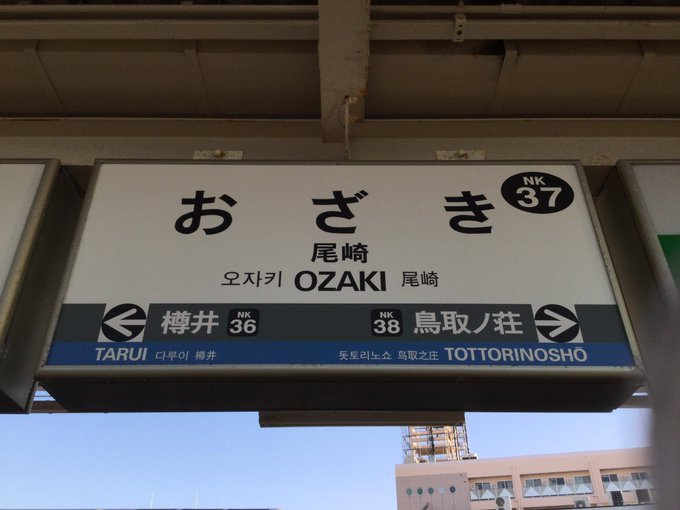 おざき
NK
37
尾崎
오자키 OZAKI 尾崎
樽井 NK 36 NK 38 鳥取ノ荘
TARUI 다루이 樽井 돗토리노쇼 鸟取之庄 TOTTORINOSHŌ